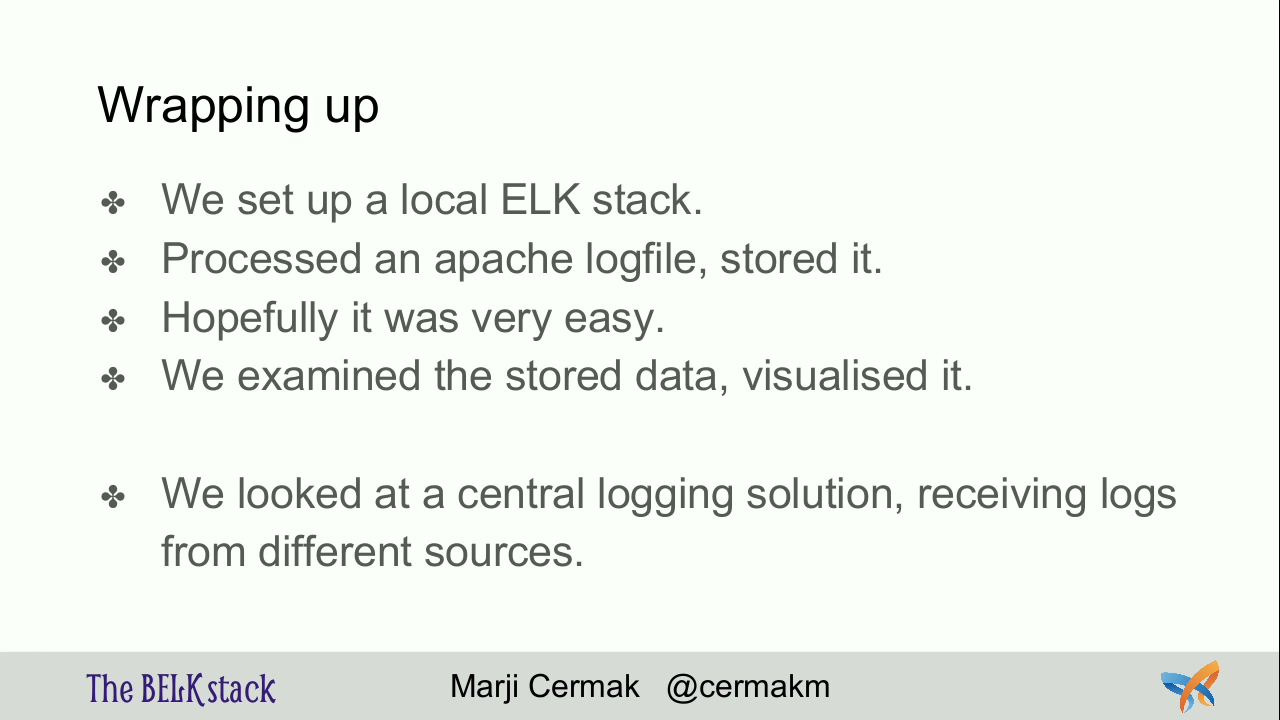 Wrapping up
✤ We set up a local ELK stack.
✤ Processed an apache logfile, stored it.
✤ Hopefully it was very easy.
✤ We examined the stored data, visualised it.
✤ We looked at a central logging solution, receiving logs
from different sources.
The BELK stack
Marji Cermak @cermakm